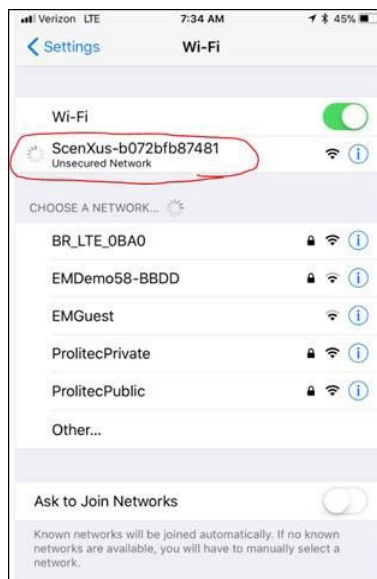 Verizon LTE 7:34 AM 45%
Settings Wi-Fi
Wi-Fi
ScenXus-b072bfb87481
Unsecured Network
CHOOSE A NETWORK...
BR_LTE_0BA0
EMDemo58-BBDD
EMGuest
ProlitecPrivate
ProlitecPublic
Other...
Ask to Join Networks
Known networks will be joined automatically. If no known
networks are available, you will have to manually select a
network.